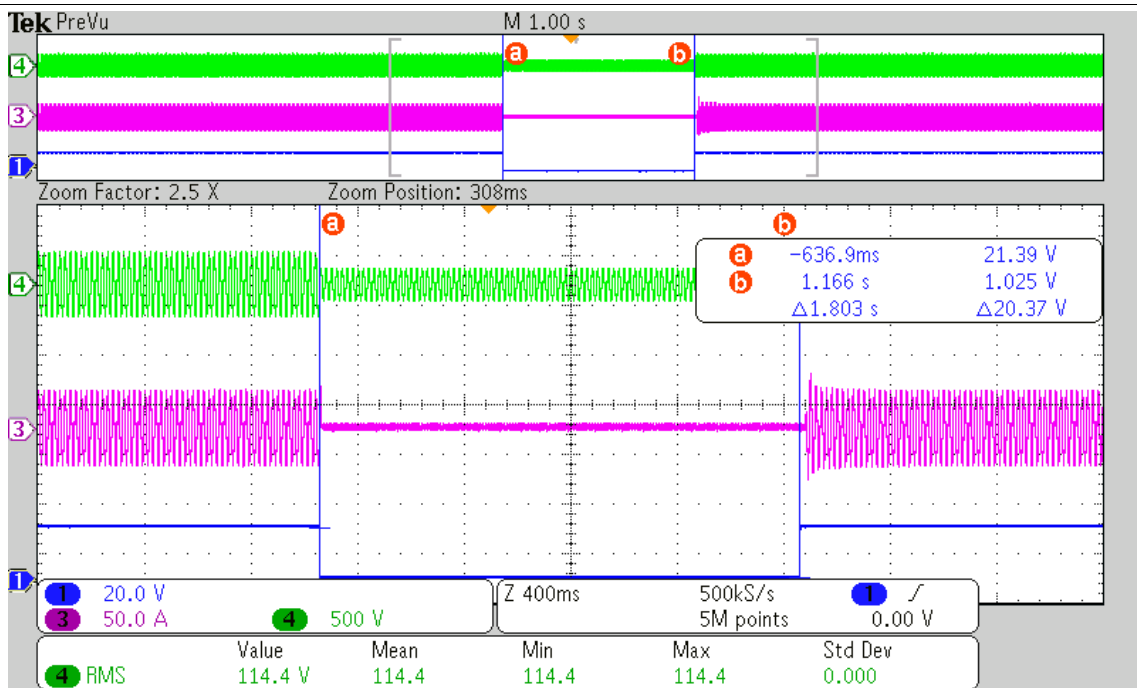 Tek PreVu M 1.00 s
a b
4
3
1
Zoom Factor: 2.5 X Zoom Position: 308ms
a b
a -636.9ms 21.39 V
b 1.166 s 1.025 V
Δ1.803 s Δ20.37 V
4
3
1
1 20.0 V
3 50.0 A 4 500 V
Z 400ms 500kS/s 1
5M points 0.00 V
Value Mean Min Max Std Dev
4 RMS 114.4 V 114.4 114.4 114.4 0.000